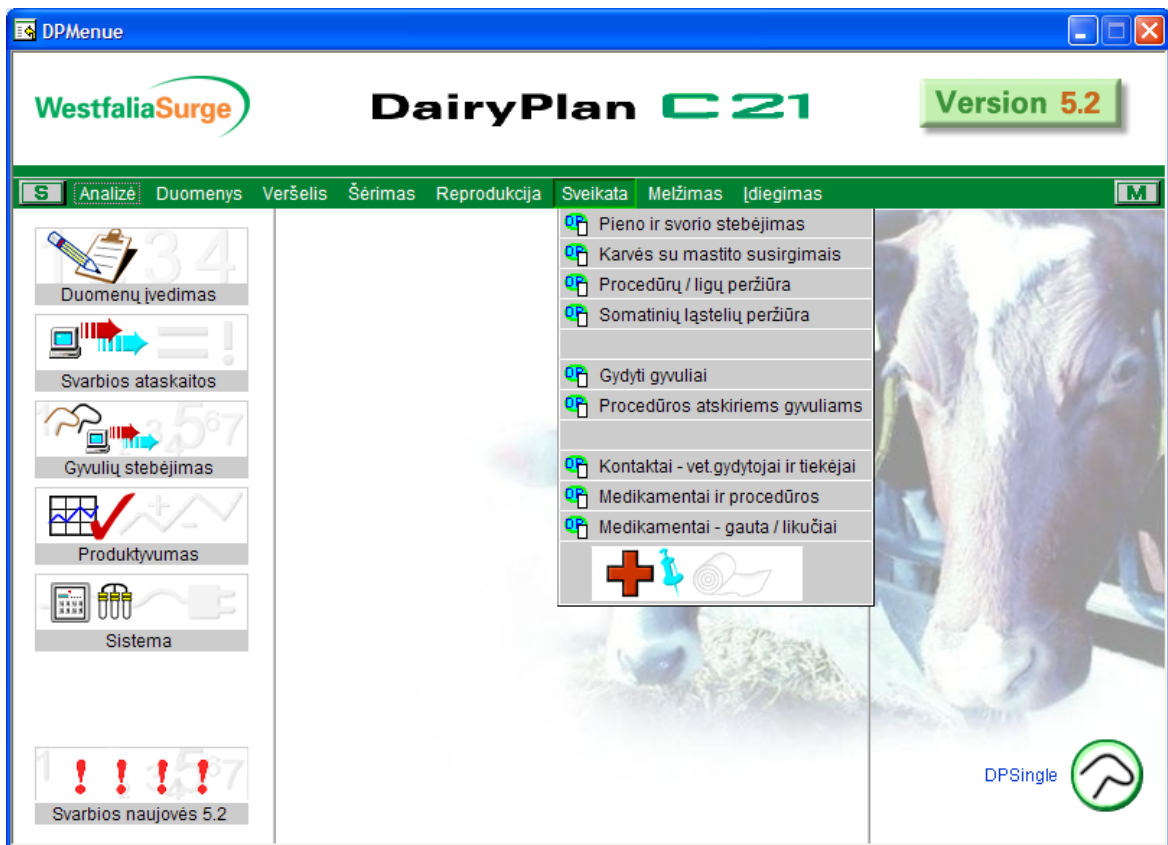 DPMenue
WestfaliaSurge
DairyPlan C21
Version 5.2
S Analizė Duomenys Veršelis Šėrimas Reprodukcija Sveikata Melžimas Įdiegimas M
Duomenų įvedimas
Svarbios ataskaitos
Gyvulių stebėjimas
Produktyvumas
Sistema
Svarbios naujovės 5.2
Pieno ir svorio stebėjimas
Karvės su mastito susirgimais
Procedūrų / ligų peržiūra
Somatinių ląstelių peržiūra
Gydyti gyvuliai
Procedūros atskiriems gyvuliams
Kontaktai - vet.gydytojai ir tiekėjai
Medikamentai ir procedūros
Medikamentai - gauta / likučiai
DPSingle